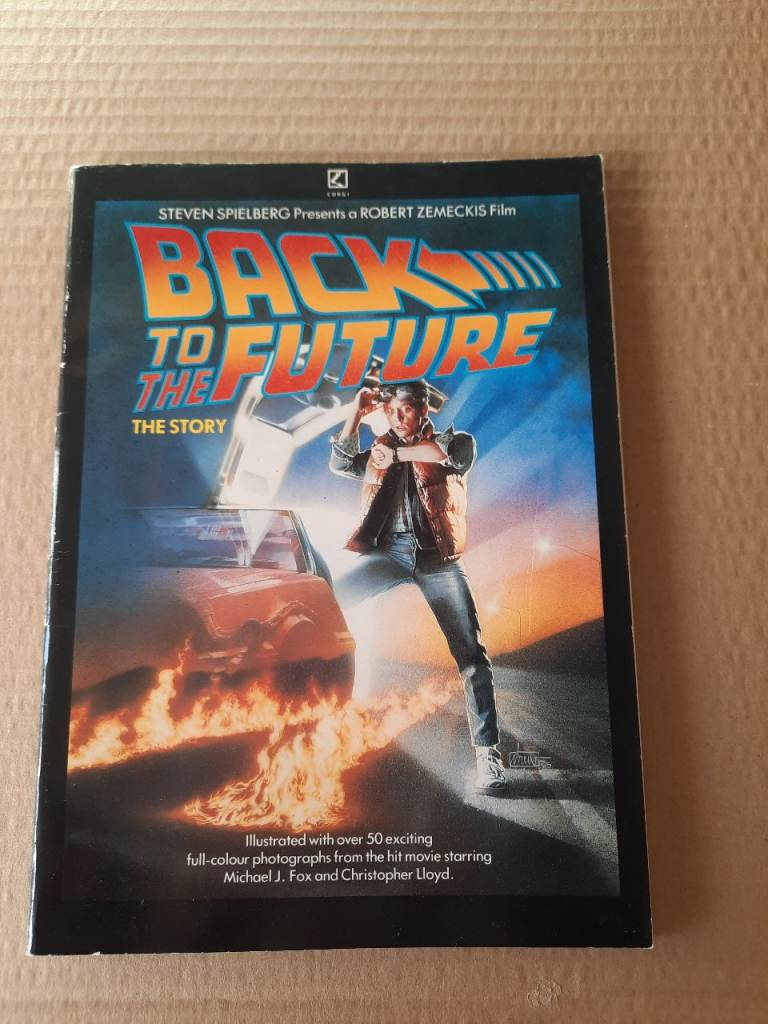 CORGI
STEVEN SPIELBERG Presents a ROBERT ZEMECKIS Film
BACK
TO THE FUTURE
THE STORY
Illustrated with over 50 exciting
full-colour photographs from the hit movie starring
Michael J. Fox and Christopher Lloyd.